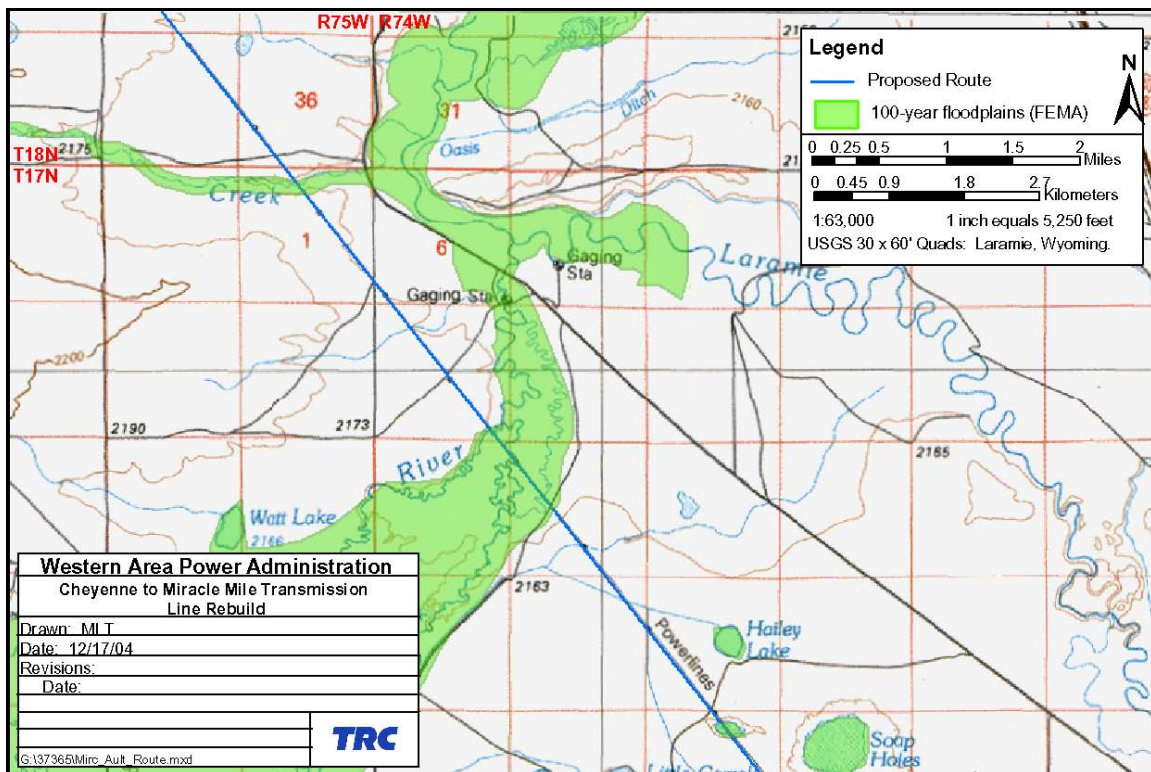 R75W R74W
215
Legend
Proposed Route
100-year floodplains (FEMA)
N
0 0.25 0.5 1 1.5 2
Miles
0 0.45 0.9 1.8 2.7
Kilometers
1:63,000 1 inch equals 5,250 feet
USGS 30 x 60' Quads: Laramie, Wyoming.
36
31
Ditch
2160
Oasis
2175
T18N
T17N
Creek
1
6
Gaging
Sta
Laramie
Gaging Sta
2200
2190
2173
River
2165
Watt Lake
2166
2163
Powerlines
Hailey
Lake
Soap
Holes
Western Area Power Administration
Cheyenne to Miracle Mile Transmission
Line Rebuild
Drawn: MLT
Date: 12/17/04
Revisions:
Date:
TRC
G:\37365\Mirc_Ault_Route.mxd